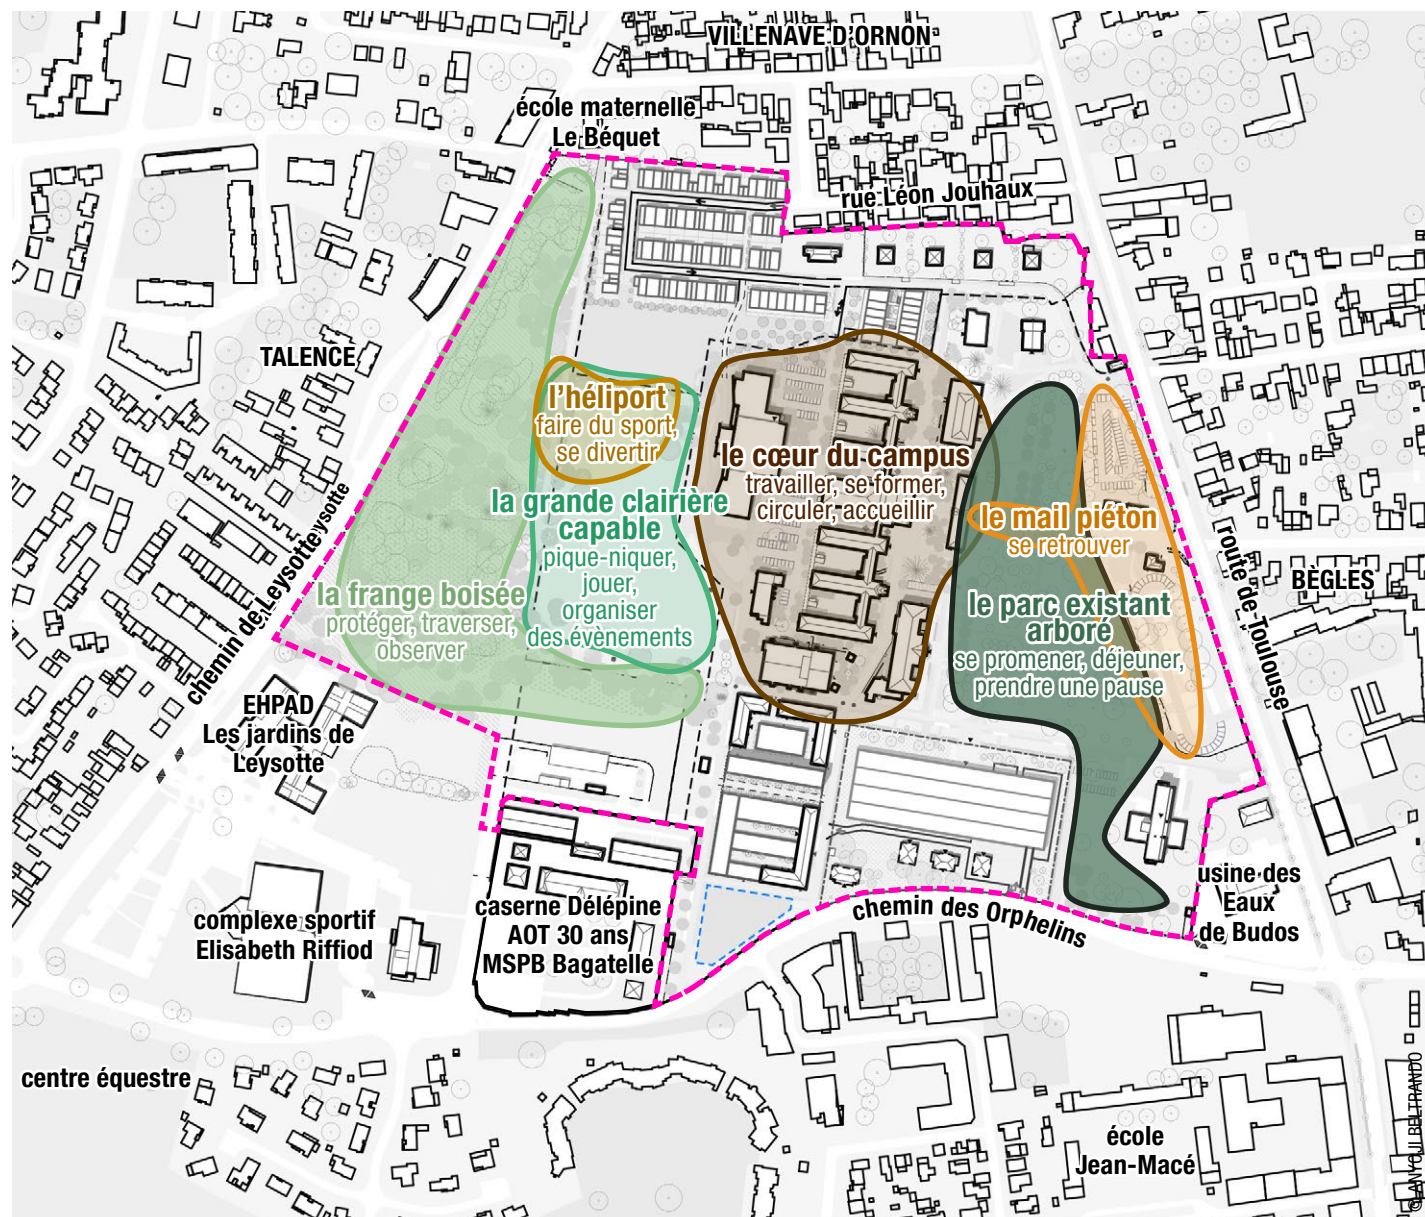 VILLENAVE D'ORNON
école maternelle
Le Béquet
rue Léon Jouhaux
TALENCE
l'héliport
faire du sport,
se divertir
le cœur du campus
travailler, se former,
circuler, accueillir
la grande clairière
capable
pique-niquer,
jouer,
organiser
des évènements
le mail piéton
se retrouver
la frange boisée
protéger, traverser,
observer
le parc existant
arboré
se promener, déjeuner,
prendre une pause
chemin de Leysotteeysotte
route de Toulouse
BÈGLES
EHPAD
Les jardins de
Leysotte
complexe sportif
Elisabeth Riffiod
caserne Délépine
AOT 30 ans
MSPB Bagatelle
chemin des Orphelins
usine des
Eaux
de Budos
centre équestre
école
Jean-Macé
©LANYOJI BELTRANDO